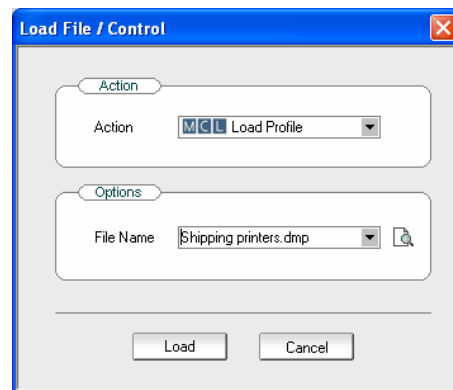 Load File / Control
Action
Action MCL Load Profile
Options
File Name Shipping printers.dmp
Load Cancel